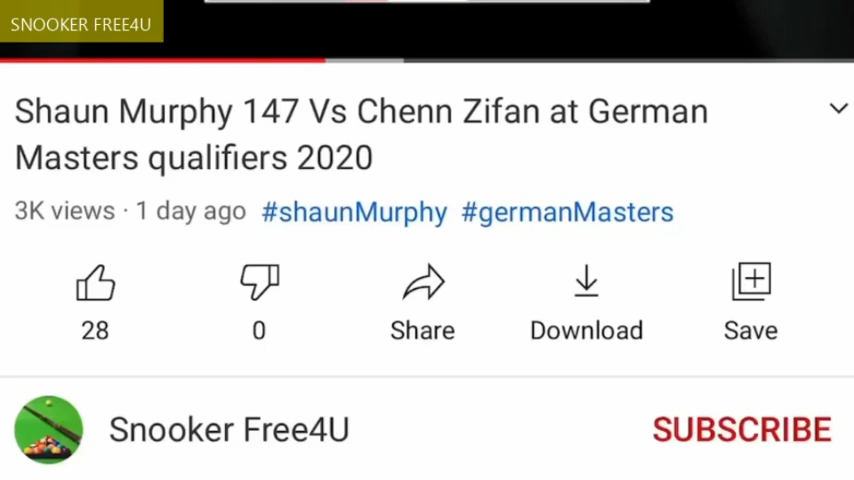 SNOOKER FREE4U
Shaun Murphy 147 Vs Chenn Zifan at German
Masters qualifiers 2020
3K views · 1 day ago #shaunMurphy #germanMasters
28 0 Share Download Save
Snooker Free4U SUBSCRIBE